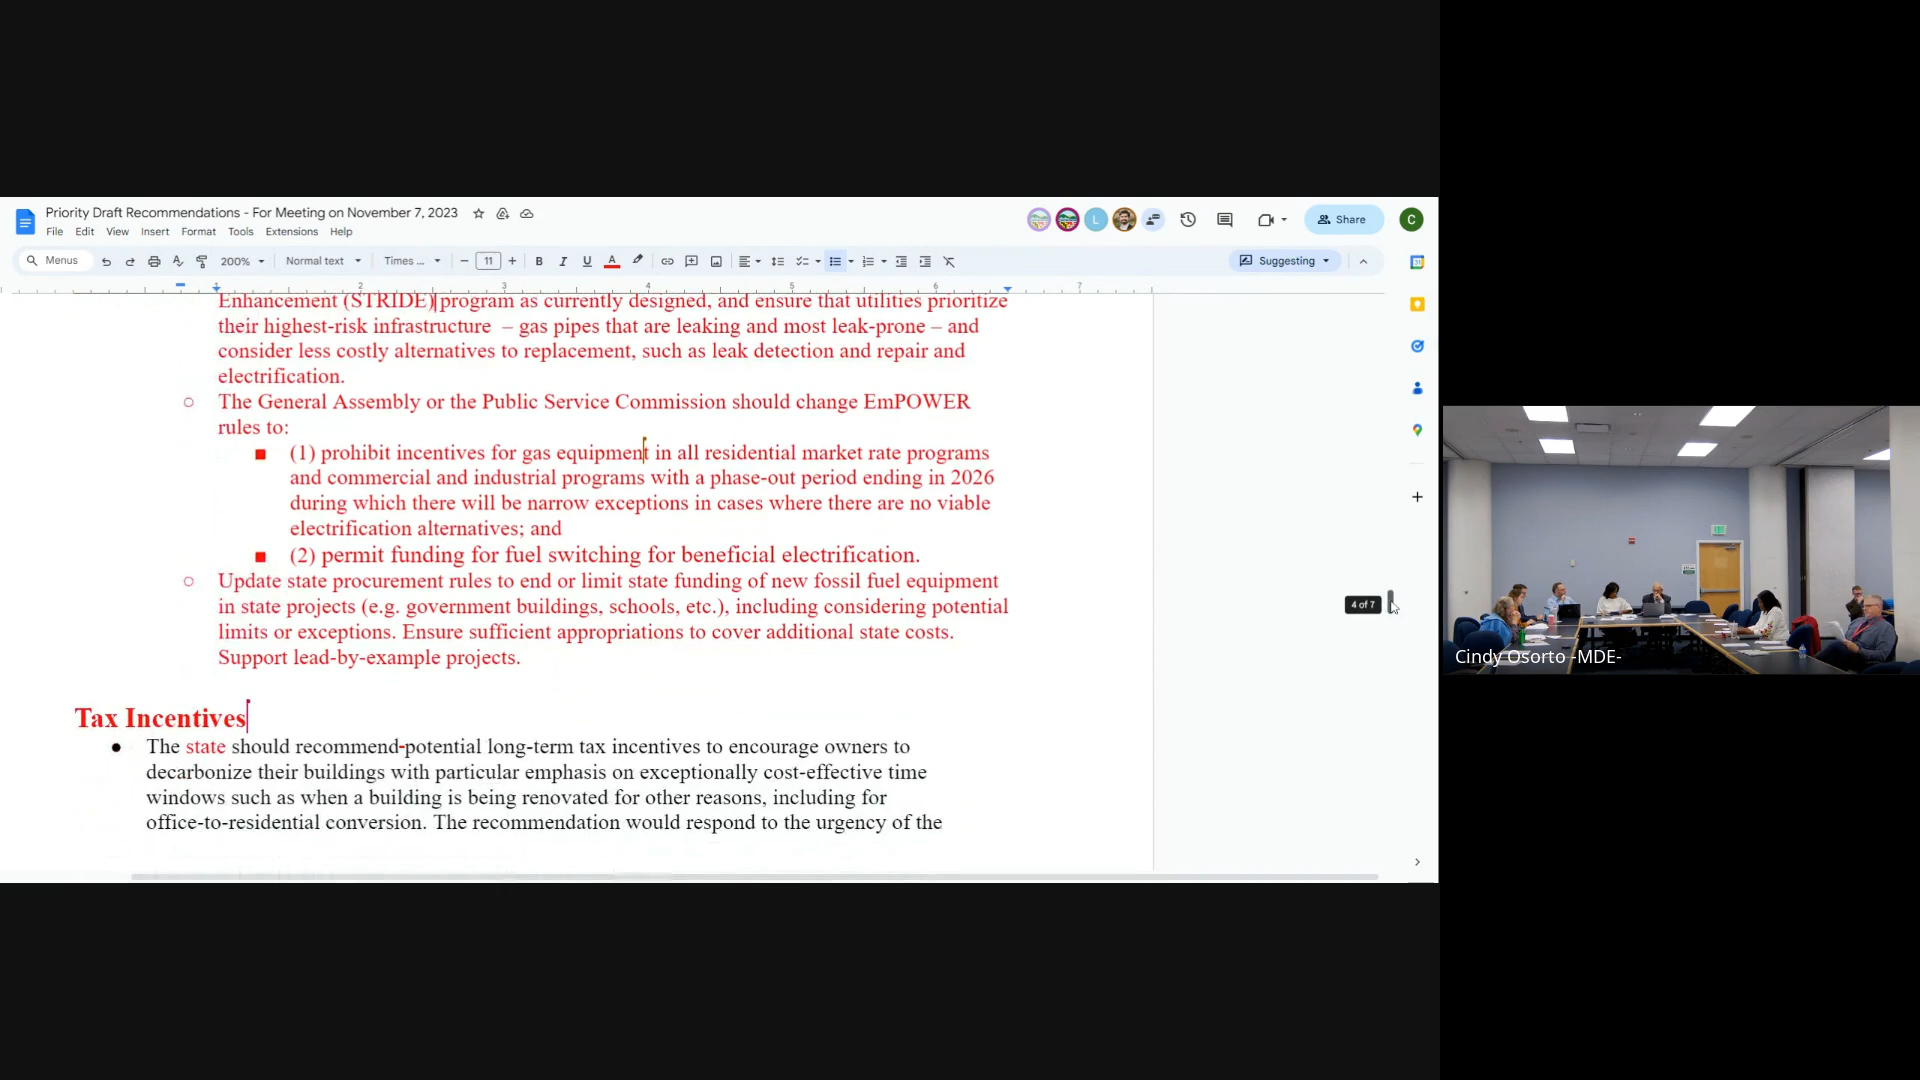 Priority Draft Recommendations - For Meeting on November 7, 2023
File Edit View Insert Format Tools Extensions Help
Share
C
L
Menus
200%
Normal text
Times ...
11
Suggesting
1 2 3 4 5 6 7
Enhancement (STRIDE) program as currently designed, and ensure that utilities prioritize
their highest-risk infrastructure – gas pipes that are leaking and most leak-prone – and
consider less costly alternatives to replacement, such as leak detection and repair and
electrification.
○ The General Assembly or the Public Service Commission should change EmPOWER
rules to:
■ (1) prohibit incentives for gas equipment in all residential market rate programs
and commercial and industrial programs with a phase-out period ending in 2026
during which there will be narrow exceptions in cases where there are no viable
electrification alternatives; and
■ (2) permit funding for fuel switching for beneficial electrification.
○ Update state procurement rules to end or limit state funding of new fossil fuel equipment
in state projects (e.g. government buildings, schools, etc.), including considering potential
limits or exceptions. Ensure sufficient appropriations to cover additional state costs.
Support lead-by-example projects.
4 of 7
Tax Incentives
● The state should recommend-potential long-term tax incentives to encourage owners to
decarbonize their buildings with particular emphasis on exceptionally cost-effective time
windows such as when a building is being renovated for other reasons, including for
office-to-residential conversion. The recommendation would respond to the urgency of the
Cindy Osorto -MDE-